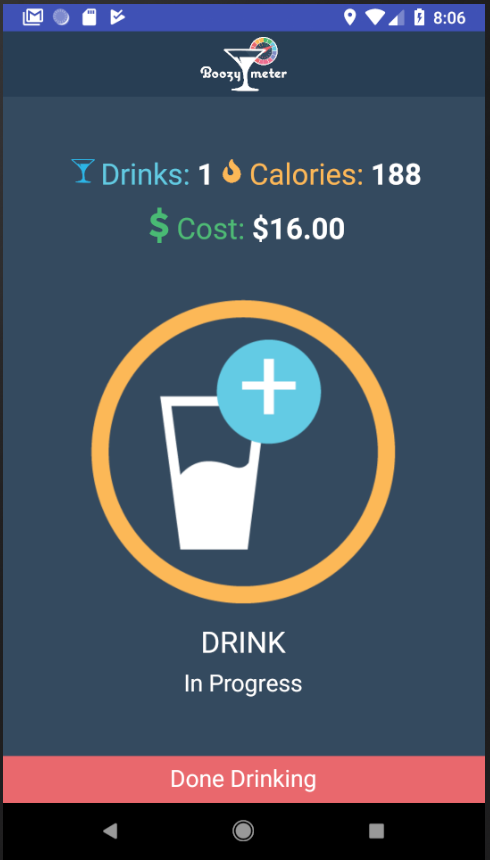 8:06
Boozy meter
Drinks: 1 Calories: 188
$ Cost: $16.00
DRINK
In Progress
Done Drinking